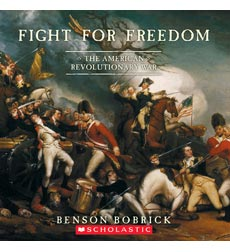 FIGHT FOR FREEDOM
THE AMERICAN
REVOLUTIONARY WAR
BENSON BOBRICK
SCHOLASTIC